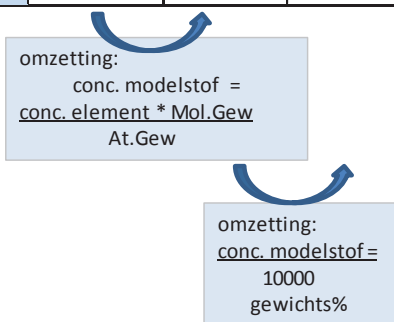 omzetting:
conc. modelstof =
conc. element * Mol.Gew
At.Gew
omzetting:
conc. modelstof=
10000
gewichts%